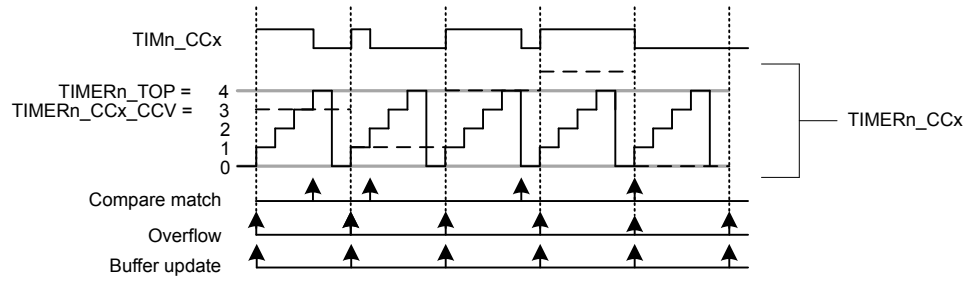 TIMn_CCx
TIMERn_TOP = 4
TIMERn_CCx_CCV = 3
2
1
0
TIMERn_CCx
Compare match
Overflow
Buffer update